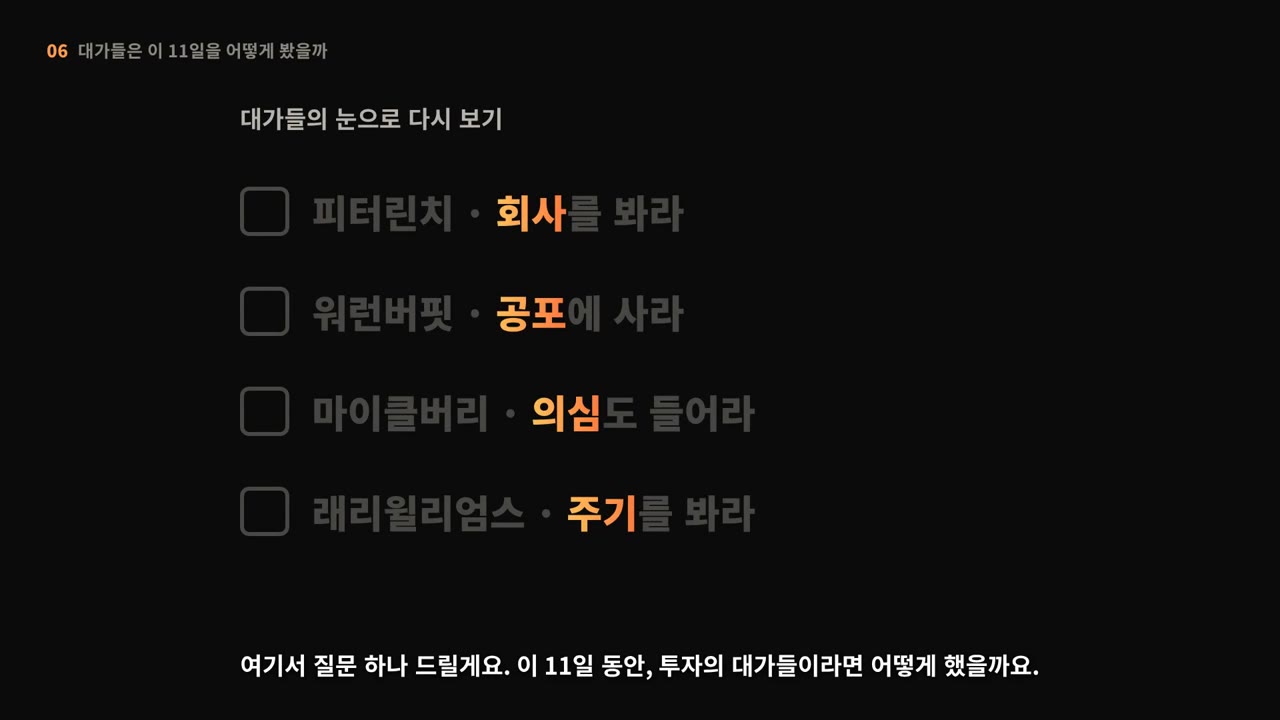 06 대가들은 이 11일을 어떻게 봤을까
대가들의 눈으로 다시 보기
피터린치 · 회사를 봐라
워런버핏 · 공포에 사라
마이클버리 · 의심도 들어라
래리윌리엄스 · 주기를 봐라
여기서 질문 하나 드릴게요. 이 11일 동안, 투자의 대가들이라면 어떻게 했을까요.